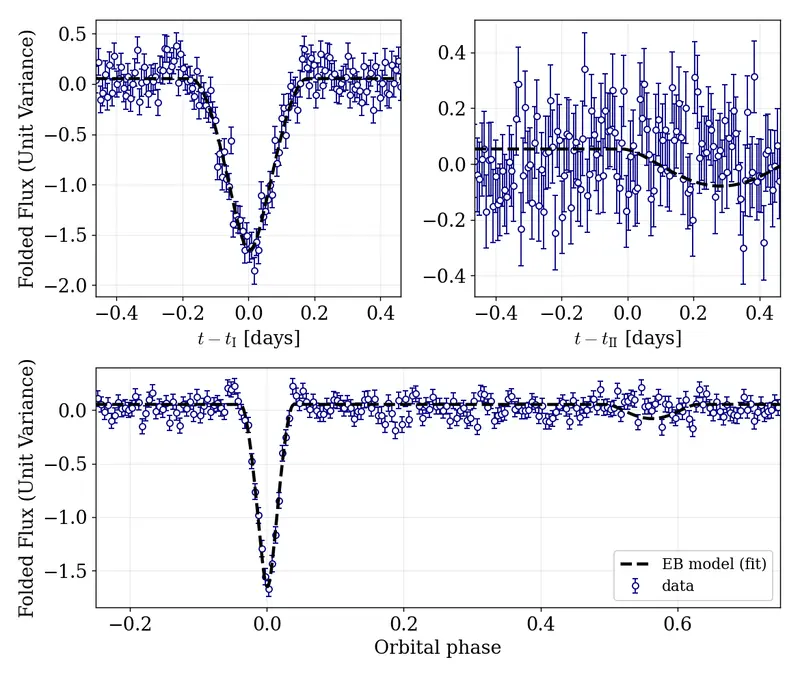 Folded Flux (Unit Variance)
0.5
0.0
−0.5
−1.0
−1.5
−2.0
−0.4 −0.2 0.0 0.2 0.4
t − t_I [days]
0.4
0.2
0.0
−0.2
−0.4
−0.4 −0.2 0.0 0.2 0.4
t − t_II [days]
Folded Flux (Unit Variance)
0.0
−0.5
−1.0
−1.5
−0.2 0.0 0.2 0.4 0.6
Orbital phase
EB model (fit)
data